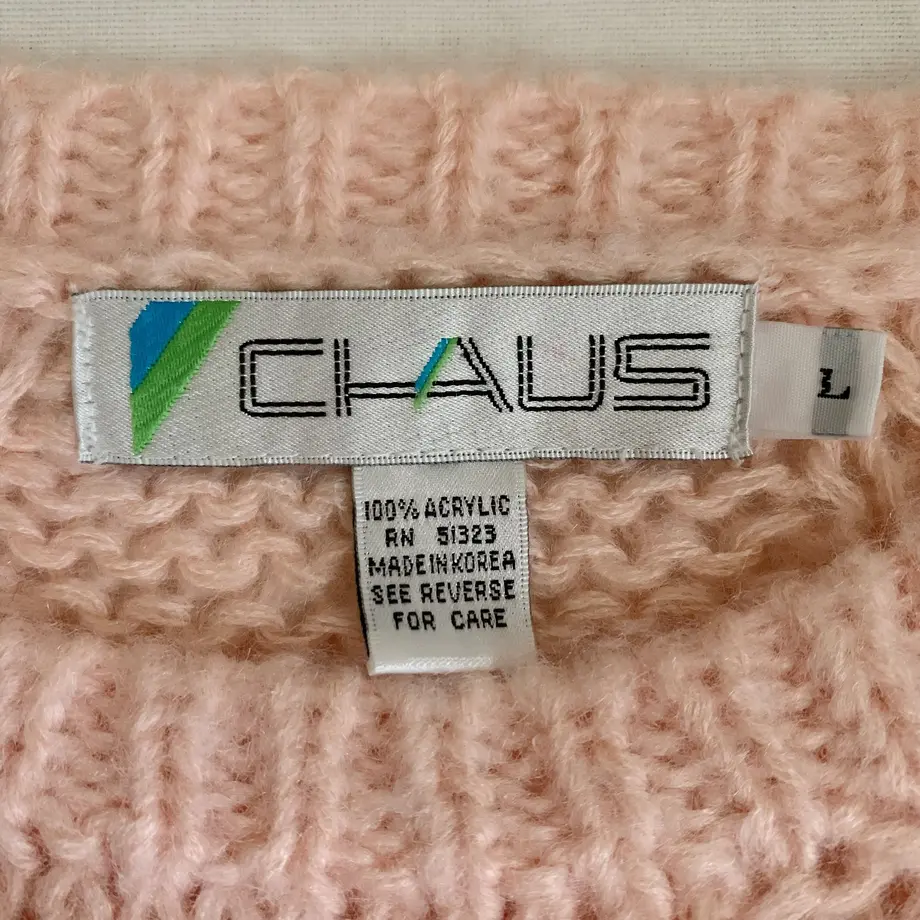 CHAUS
L
100% ACRYLIC
RN 51323
MADE IN KOREA
SEE REVERSE
FOR CARE